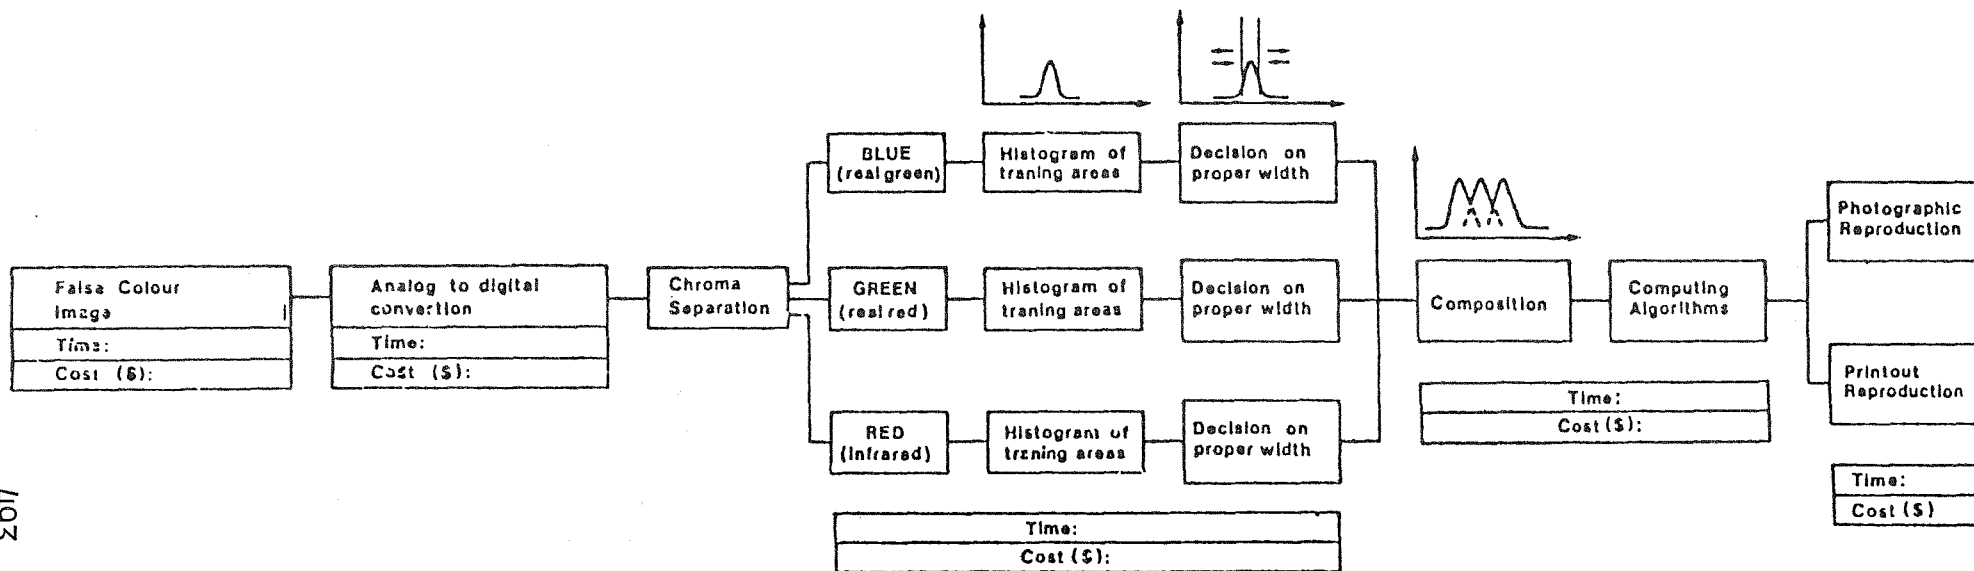 False Colour
Image
Time:
Cost ($):
Analog to digital
convertion
Time:
Cost ($):
Chroma
Separation
BLUE
(real green)
Histogram of
traning areas
Decision on
proper width
GREEN
(real red)
Histogram of
traning areas
Decision on
proper width
RED
(infrared)
Histogram of
traning areas
Decision on
proper width
Time:
Cost ($):
Composition
Computing
Algorithms
Time:
Cost ($):
Photographic
Reproduction
Printout
Reproduction
Time:
Cost ($)